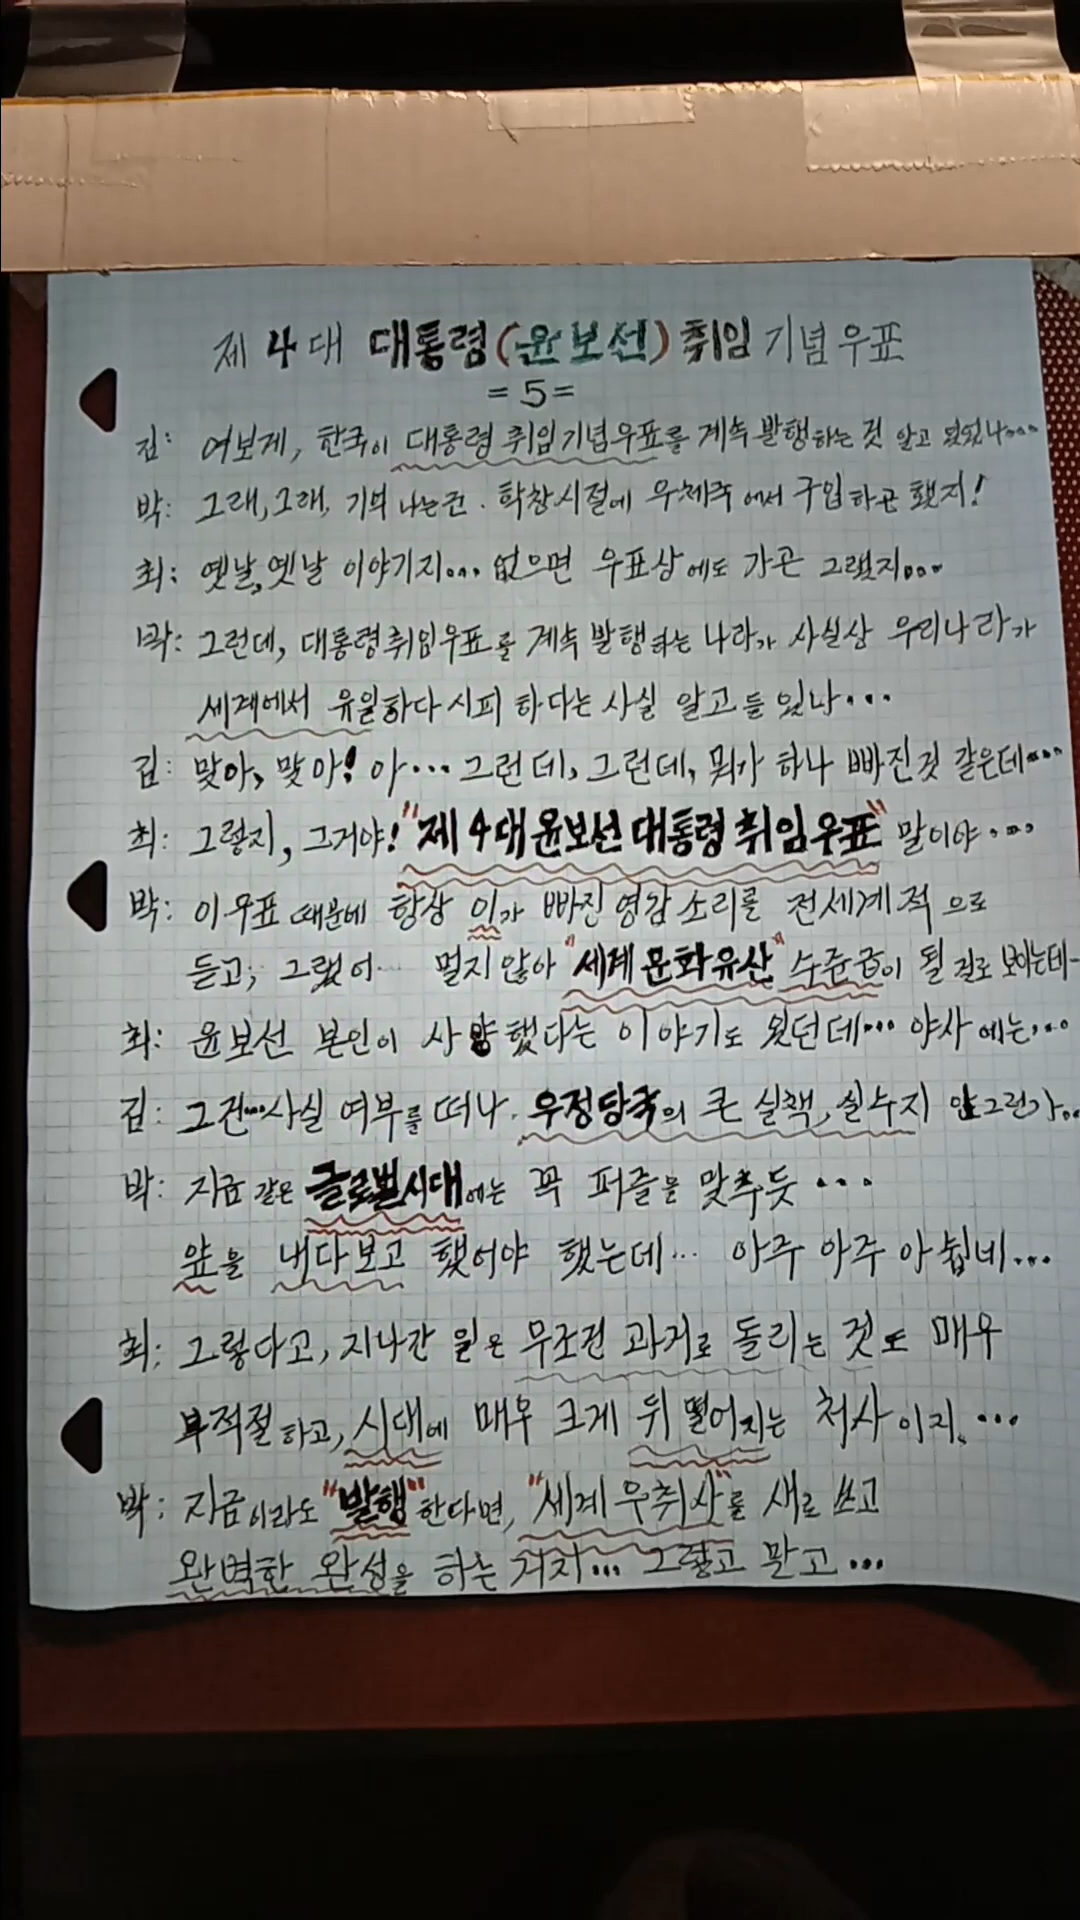 제 4 대 대통령(윤보선) 취임 기념 우표
= 5 =
김: 여보게, 한국이 대통령 취임기념우표를 계속 발행하는 것 알고 있었나....
박: 그래, 그래, 기억 나는건. 학창시절에 우체국에서 구입하곤 했지!
최: 옛날, 옛날 이야기지... 없으면 우표상에도 가곤 그랬지...
박: 그런데, 대통령취임우표를 계속 발행하는 나라가 사실상 우리나라가
세계에서 유일하다시피 하다는 사실 알고들 있나...
김: 맞아, 맞아! 아... 그런데, 그런데, 뭐가 하나 빠진것 같은데...
최: 그렇지, 그거야! "제 4대 윤보선 대통령 취임우표" 말이야....
박: 이우표 때문에 항상 이가 빠진 영감 소리를 전세계적으로
듣고, 그랬어... 멀지않아 "세계문화유산" 수준급이 될 걸로 보이는데-
최: 윤보선 본인이 사양했다는 이야기도 있던데... 야사에는....
김: 그건...사실 여부를 떠나, 우정당국의 큰 실책, 실수지 안그런가...
박: 지금 같은 글로벌시대에는 꼭 퍼즐을 맞추듯...
앞을 내다보고 했어야 했는데... 아주 아주 아쉽네...
최: 그렇다고, 지나간 일은 무조건 과거로 돌리는 것도 매우
부적절하고, 시대에 매우 크게 뒤떨어지는 처사이지....
박: 지금이라도 "발행"한다면, "세계우취사"를 새로 쓰고
완벽한 완성을 하는 거지... 그렇고 말고...